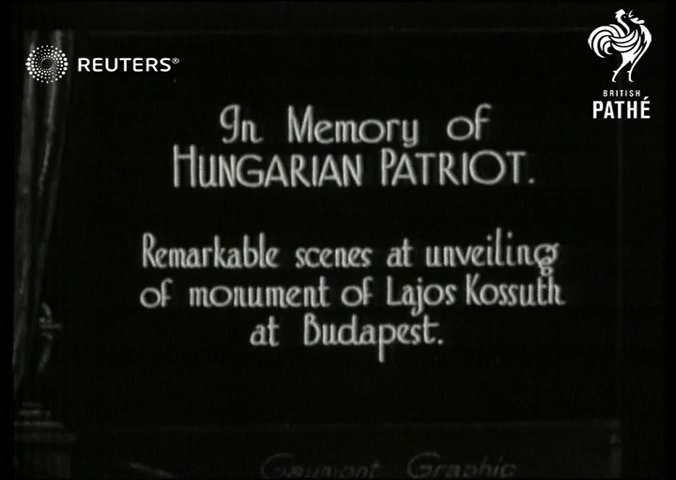 REUTERS®
BRITISH
PATHÉ
In Memory of
HUNGARIAN PATRIOT.
Remarkable scenes at unveiling
of monument of Lajos Kossuth
at Budapest.
Gaumont Graphic